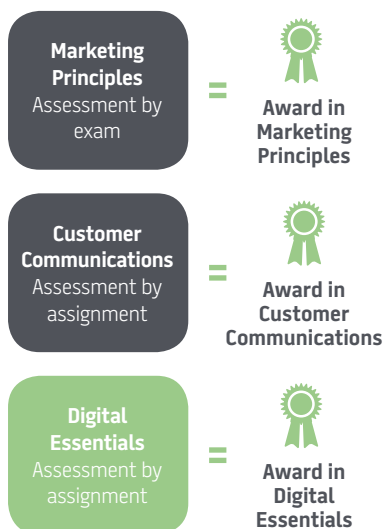 Marketing
Principles
Assessment by
exam
=
Award in
Marketing
Principles
Customer
Communications
Assessment by
assignment
=
Award in
Customer
Communications
Digital
Essentials
Assessment by
assignment
=
Award in
Digital
Essentials